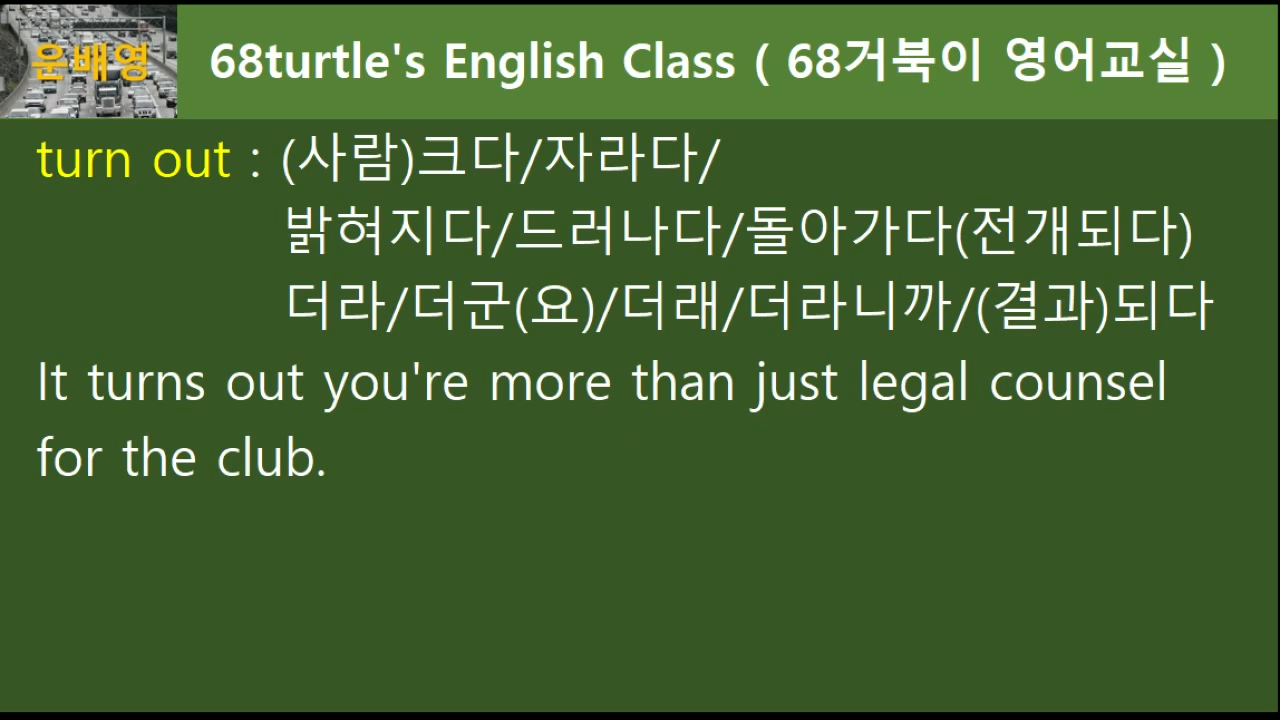 운배영
68turtle's English Class ( 68거북이 영어교실 )
turn out : (사람)크다/자라다/
밝혀지다/드러나다/돌아가다(전개되다)
더라/더군(요)/더래/더라니까/(결과)되다
It turns out you're more than just legal counsel
for the club.